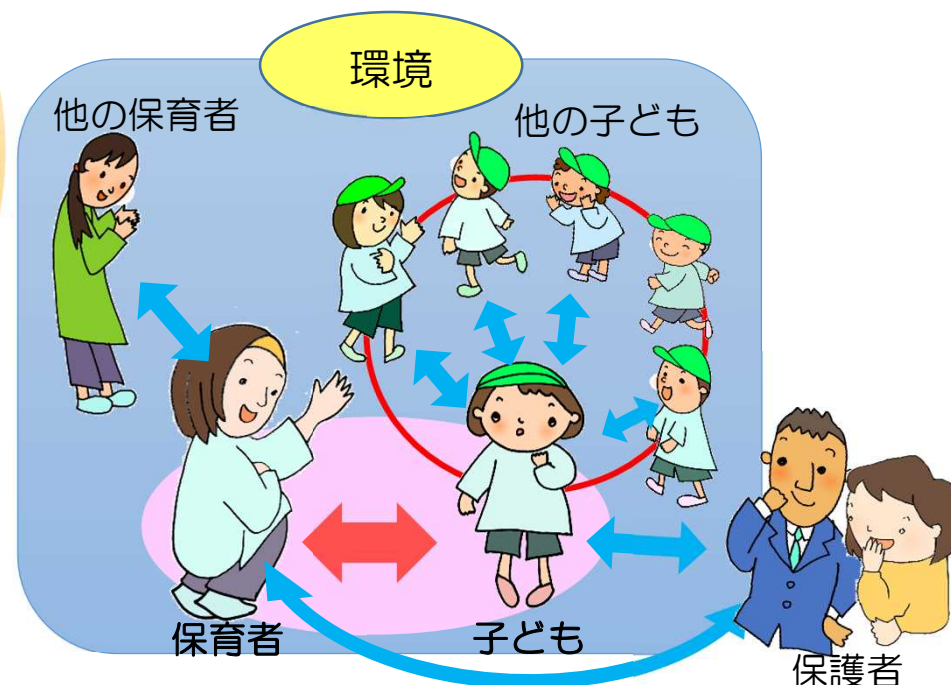 環境
他の保育者
他の子ども
保育者
子ども
保護者